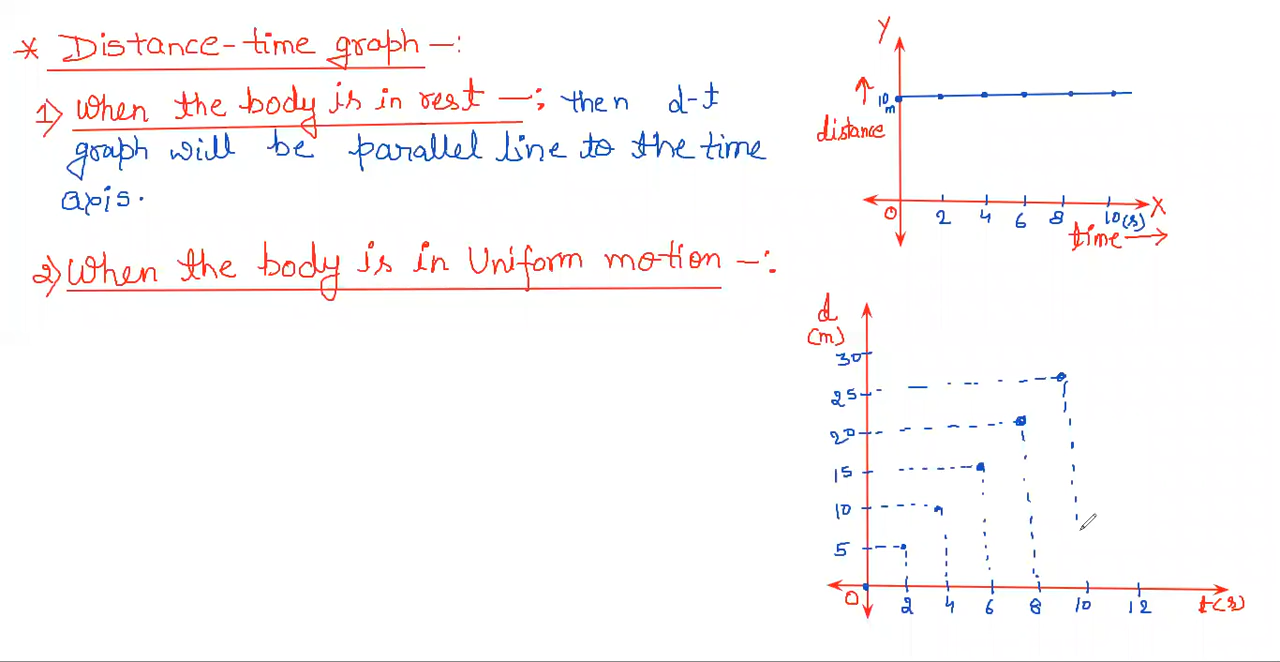 * Distance-time graph -:
1) When the body is in rest -: then d-t
graph will be parallel line to the time
axis.
2) When the body is in Uniform motion -:
Y
10
m
distance
O 2 4 6 8 10(s) X
time
d
(m)
30
25
20
15
10
5
O 2 4 6 8 10 12 t(s)